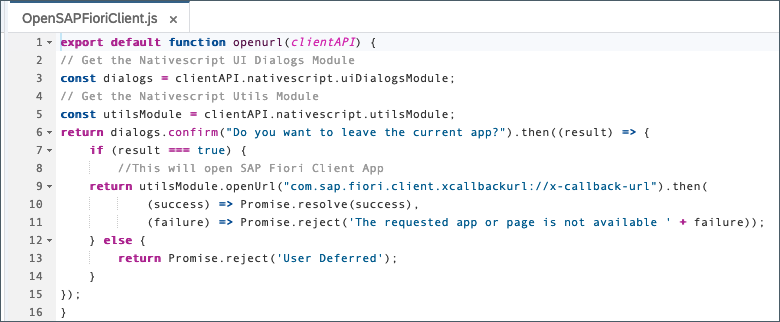 OpenSAPFioriClient.js ×
1 export default function openurl(clientAPI) {
2 // Get the Nativescript UI Dialogs Module
3 const dialogs = clientAPI.nativescript.uiDialogsModule;
4 // Get the Nativescript Utils Module
5 const utilsModule = clientAPI.nativescript.utilsModule;
6 return dialogs.confirm("Do you want to leave the current app?").then((result) => {
7     if (result === true) {
8         //This will open SAP Fiori Client App
9     return utilsModule.openUrl("com.sap.fiori.client.xcallbackurl://x-callback-url").then(
10             (success) => Promise.resolve(success),
11             (failure) => Promise.reject('The requested app or page is not available ' + failure));
12     } else {
13         return Promise.reject('User Deferred');
14     }
15 });
16 }